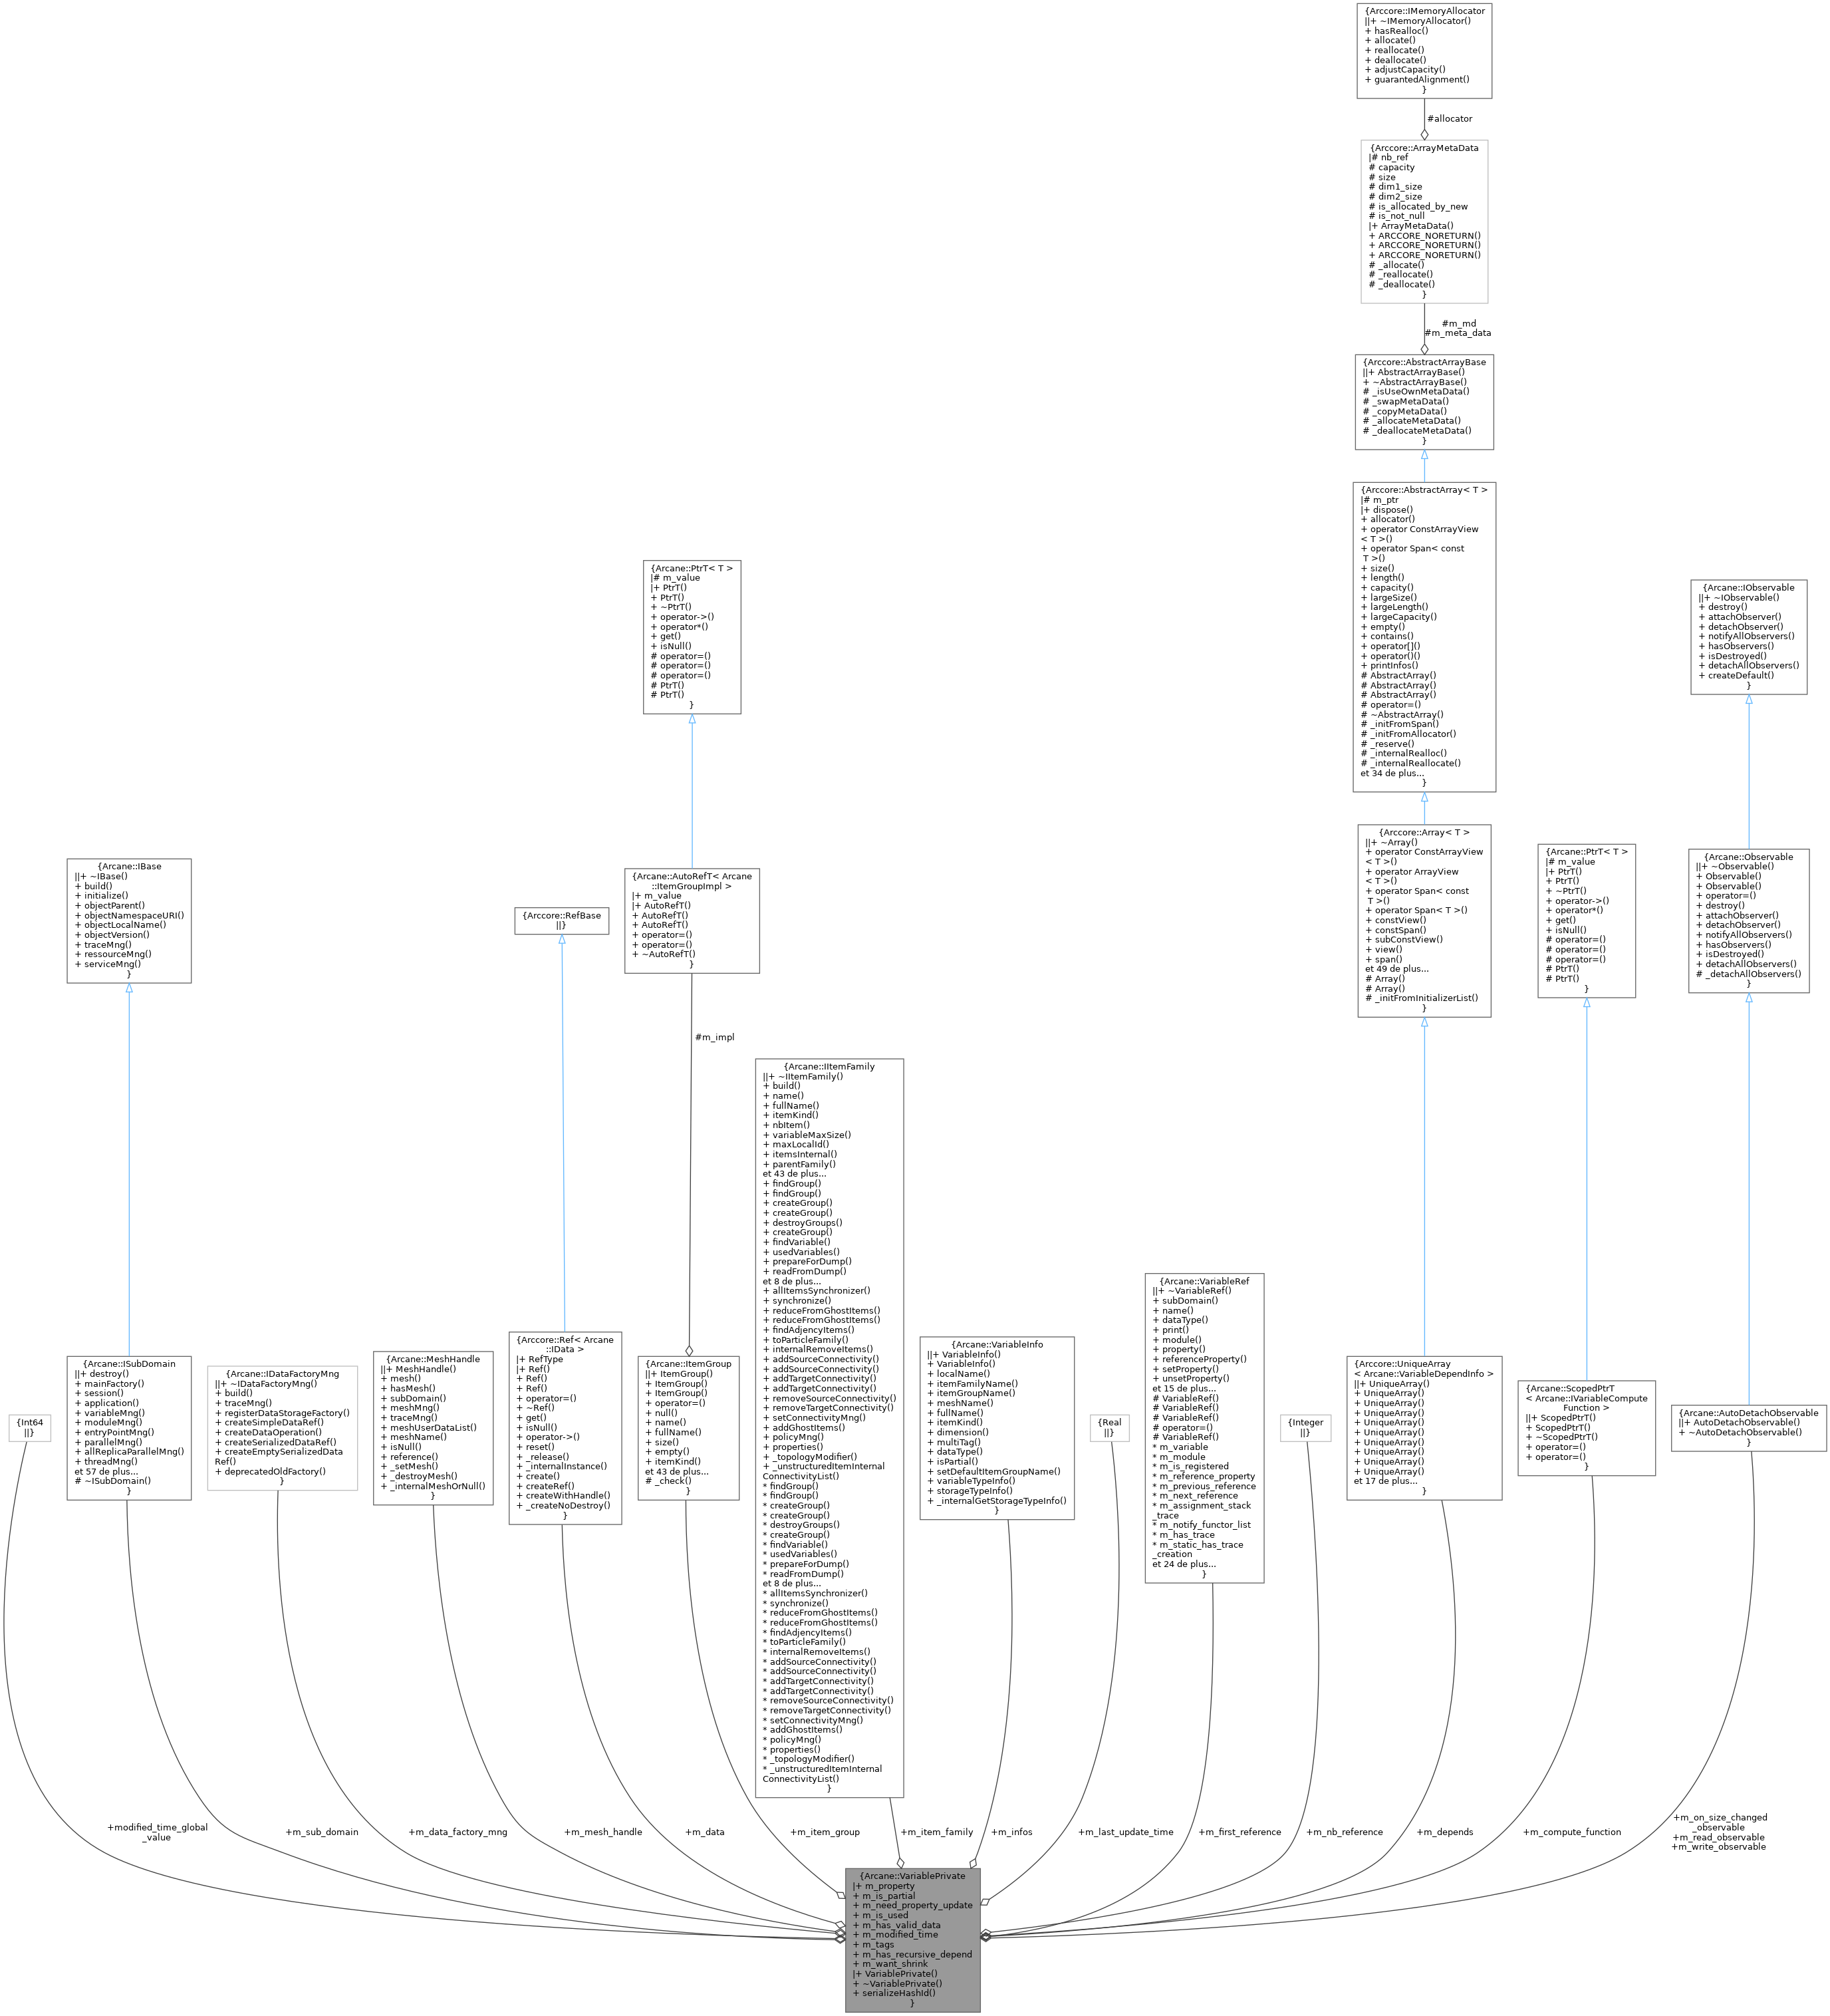 {Arccore::IMemoryAllocator
||+ ~IMemoryAllocator()
+ hasRealloc()
+ allocate()
+ reallocate()
+ deallocate()
+ adjustCapacity()
+ guarantedAlignment()
}
#allocator
{Arccore::ArrayMetaData
|# nb_ref
# capacity
# size
# dim1_size
# dim2_size
# is_allocated_by_new
# is_not_null
|+ ArrayMetaData()
+ ARCCORE_NORETURN()
+ ARCCORE_NORETURN()
+ ARCCORE_NORETURN()
# _allocate()
# _reallocate()
# _deallocate()
}
#m_md
#m_meta_data
{Arccore::AbstractArrayBase
||+ AbstractArrayBase()
+ ~AbstractArrayBase()
# _isUseOwnMetaData()
# _swapMetaData()
# _copyMetaData()
# _allocateMetaData()
# _deallocateMetaData()
}
{Arccore::AbstractArray< T >
|# m_ptr
|+ dispose()
+ allocator()
+ operator ConstArrayView
< T >()
+ operator Span< const
T >()
+ size()
+ length()
+ capacity()
+ largeSize()
+ largeLength()
+ largeCapacity()
+ empty()
+ contains()
+ operator[]()
+ operator()()
+ printInfos()
# AbstractArray()
# AbstractArray()
# AbstractArray()
# operator=()
# ~AbstractArray()
# _initFromSpan()
# _initFromAllocator()
# _reserve()
# _internalRealloc()
# _internalReallocate()
et 34 de plus...
}
{Arcane::PtrT< T >
|# m_value
|+ PtrT()
+ PtrT()
+ ~PtrT()
+ operator->()
+ operator*()
+ get()
+ isNull()
# operator=()
# operator=()
# operator=()
# PtrT()
# PtrT()
}
{Arcane::IObservable
||+ ~IObservable()
+ destroy()
+ attachObserver()
+ detachObserver()
+ notifyAllObservers()
+ hasObservers()
+ isDestroyed()
+ detachAllObservers()
+ createDefault()
}
{Arcane::IBase
||+ ~IBase()
+ build()
+ initialize()
+ objectParent()
+ objectNamespaceURI()
+ objectLocalName()
+ objectVersion()
+ traceMng()
+ ressourceMng()
+ serviceMng()
}
{Arccore::RefBase
||}
{Arcane::AutoRefT< Arcane
::ItemGroupImpl >
|+ m_value
|+ AutoRefT()
+ AutoRefT()
+ AutoRefT()
+ operator=()
+ operator=()
+ ~AutoRefT()
}
#m_impl
{Arccore::Array< T >
||+ ~Array()
+ operator ConstArrayView
< T >()
+ operator ArrayView
< T >()
+ operator Span< const
T >()
+ operator Span< T >()
+ constView()
+ constSpan()
+ subConstView()
+ view()
+ span()
et 49 de plus...
# Array()
# Array()
# _initFromInitializerList()
}
{Arcane::PtrT< T >
|# m_value
|+ PtrT()
+ PtrT()
+ ~PtrT()
+ operator->()
+ operator*()
+ get()
+ isNull()
# operator=()
# operator=()
# operator=()
# PtrT()
# PtrT()
}
{Arcane::Observable
||+ ~Observable()
+ Observable()
+ Observable()
+ operator=()
+ destroy()
+ attachObserver()
+ detachObserver()
+ notifyAllObservers()
+ hasObservers()
+ isDestroyed()
+ detachAllObservers()
# _detachAllObservers()
}
{Int64
||}
{Arcane::ISubDomain
||+ destroy()
+ mainFactory()
+ session()
+ application()
+ variableMng()
+ moduleMng()
+ entryPointMng()
+ parallelMng()
+ allReplicaParallelMng()
+ threadMng()
et 57 de plus...
# ~ISubDomain()
}
{Arcane::IDataFactoryMng
||+ ~IDataFactoryMng()
+ build()
+ traceMng()
+ registerDataStorageFactory()
+ createSimpleDataRef()
+ createDataOperation()
+ createSerializedDataRef()
+ createEmptySerializedData
Ref()
+ deprecatedOldFactory()
}
{Arcane::MeshHandle
||+ MeshHandle()
+ mesh()
+ hasMesh()
+ subDomain()
+ meshMng()
+ traceMng()
+ meshUserDataList()
+ meshName()
+ isNull()
+ reference()
+ _setMesh()
+ _destroyMesh()
+ _internalMeshOrNull()
}
{Arccore::Ref< Arcane
::IData >
|+ RefType
|+ Ref()
+ Ref()
+ Ref()
+ operator=()
+ ~Ref()
+ get()
+ isNull()
+ operator->()
+ reset()
+ _release()
+ _internalInstance()
+ create()
+ createRef()
+ createWithHandle()
+ _createNoDestroy()
}
{Arcane::ItemGroup
||+ ItemGroup()
+ ItemGroup()
+ ItemGroup()
+ operator=()
+ null()
+ name()
+ fullName()
+ size()
+ empty()
+ itemKind()
et 43 de plus...
# _check()
}
{Arcane::IItemFamily
||+ ~IItemFamily()
+ build()
+ name()
+ fullName()
+ itemKind()
+ nbItem()
+ variableMaxSize()
+ maxLocalId()
+ itemsInternal()
+ parentFamily()
et 43 de plus...
+ findGroup()
+ findGroup()
+ createGroup()
+ createGroup()
+ destroyGroups()
+ createGroup()
+ findVariable()
+ usedVariables()
+ prepareForDump()
+ readFromDump()
et 8 de plus...
+ allItemsSynchronizer()
+ synchronize()
+ reduceFromGhostItems()
+ reduceFromGhostItems()
+ findAdjencyItems()
+ toParticleFamily()
+ internalRemoveItems()
+ addSourceConnectivity()
+ addSourceConnectivity()
+ addTargetConnectivity()
+ addTargetConnectivity()
+ removeSourceConnectivity()
+ removeTargetConnectivity()
+ setConnectivityMng()
+ addGhostItems()
+ policyMng()
+ properties()
+ _topologyModifier()
+ _unstructuredItemInternal
ConnectivityList()
* findGroup()
* findGroup()
* createGroup()
* createGroup()
* destroyGroups()
* createGroup()
* findVariable()
* usedVariables()
* prepareForDump()
* readFromDump()
et 8 de plus...
* allItemsSynchronizer()
* synchronize()
* reduceFromGhostItems()
* reduceFromGhostItems()
* findAdjencyItems()
* toParticleFamily()
* internalRemoveItems()
* addSourceConnectivity()
* addSourceConnectivity()
* addTargetConnectivity()
* addTargetConnectivity()
* removeSourceConnectivity()
* removeTargetConnectivity()
* setConnectivityMng()
* addGhostItems()
* policyMng()
* properties()
* _topologyModifier()
* _unstructuredItemInternal
ConnectivityList()
}
{Arcane::VariableInfo
||+ VariableInfo()
+ VariableInfo()
+ localName()
+ itemFamilyName()
+ itemGroupName()
+ meshName()
+ fullName()
+ itemKind()
+ dimension()
+ multiTag()
+ dataType()
+ isPartial()
+ setDefaultItemGroupName()
+ variableTypeInfo()
+ storageTypeInfo()
+ _internalGetStorageTypeInfo()
}
{Real
||}
{Arcane::VariableRef
||+ ~VariableRef()
+ subDomain()
+ name()
+ dataType()
+ print()
+ module()
+ property()
+ referenceProperty()
+ setProperty()
+ unsetProperty()
et 15 de plus...
# VariableRef()
# VariableRef()
# VariableRef()
# operator=()
# VariableRef()
* m_variable
* m_module
* m_is_registered
* m_reference_property
* m_previous_reference
* m_next_reference
* m_assignment_stack
_trace
* m_notify_functor_list
* m_has_trace
* m_static_has_trace
_creation
et 24 de plus...
}
{Integer
||}
{Arccore::UniqueArray
< Arcane::VariableDependInfo >
||+ UniqueArray()
+ UniqueArray()
+ UniqueArray()
+ UniqueArray()
+ UniqueArray()
+ UniqueArray()
+ UniqueArray()
+ UniqueArray()
+ UniqueArray()
+ UniqueArray()
et 17 de plus...
}
{Arcane::ScopedPtrT
< Arcane::IVariableCompute
Function >
||+ ScopedPtrT()
+ ScopedPtrT()
+ ~ScopedPtrT()
+ operator=()
+ operator=()
}
{Arcane::AutoDetachObservable
||+ AutoDetachObservable()
+ ~AutoDetachObservable()
}
+modified_time_global
_value
+m_sub_domain
+m_data_factory_mng
+m_mesh_handle
+m_data
+m_item_group
+m_item_family
+m_infos
+m_last_update_time
+m_first_reference
+m_nb_reference
+m_depends
+m_compute_function
+m_on_size_changed
_observable
+m_read_observable
+m_write_observable
{Arcane::VariablePrivate
|+ m_property
+ m_is_partial
+ m_need_property_update
+ m_is_used
+ m_has_valid_data
+ m_modified_time
+ m_tags
+ m_has_recursive_depend
+ m_want_shrink
|+ VariablePrivate()
+ ~VariablePrivate()
+ serializeHashId()
}